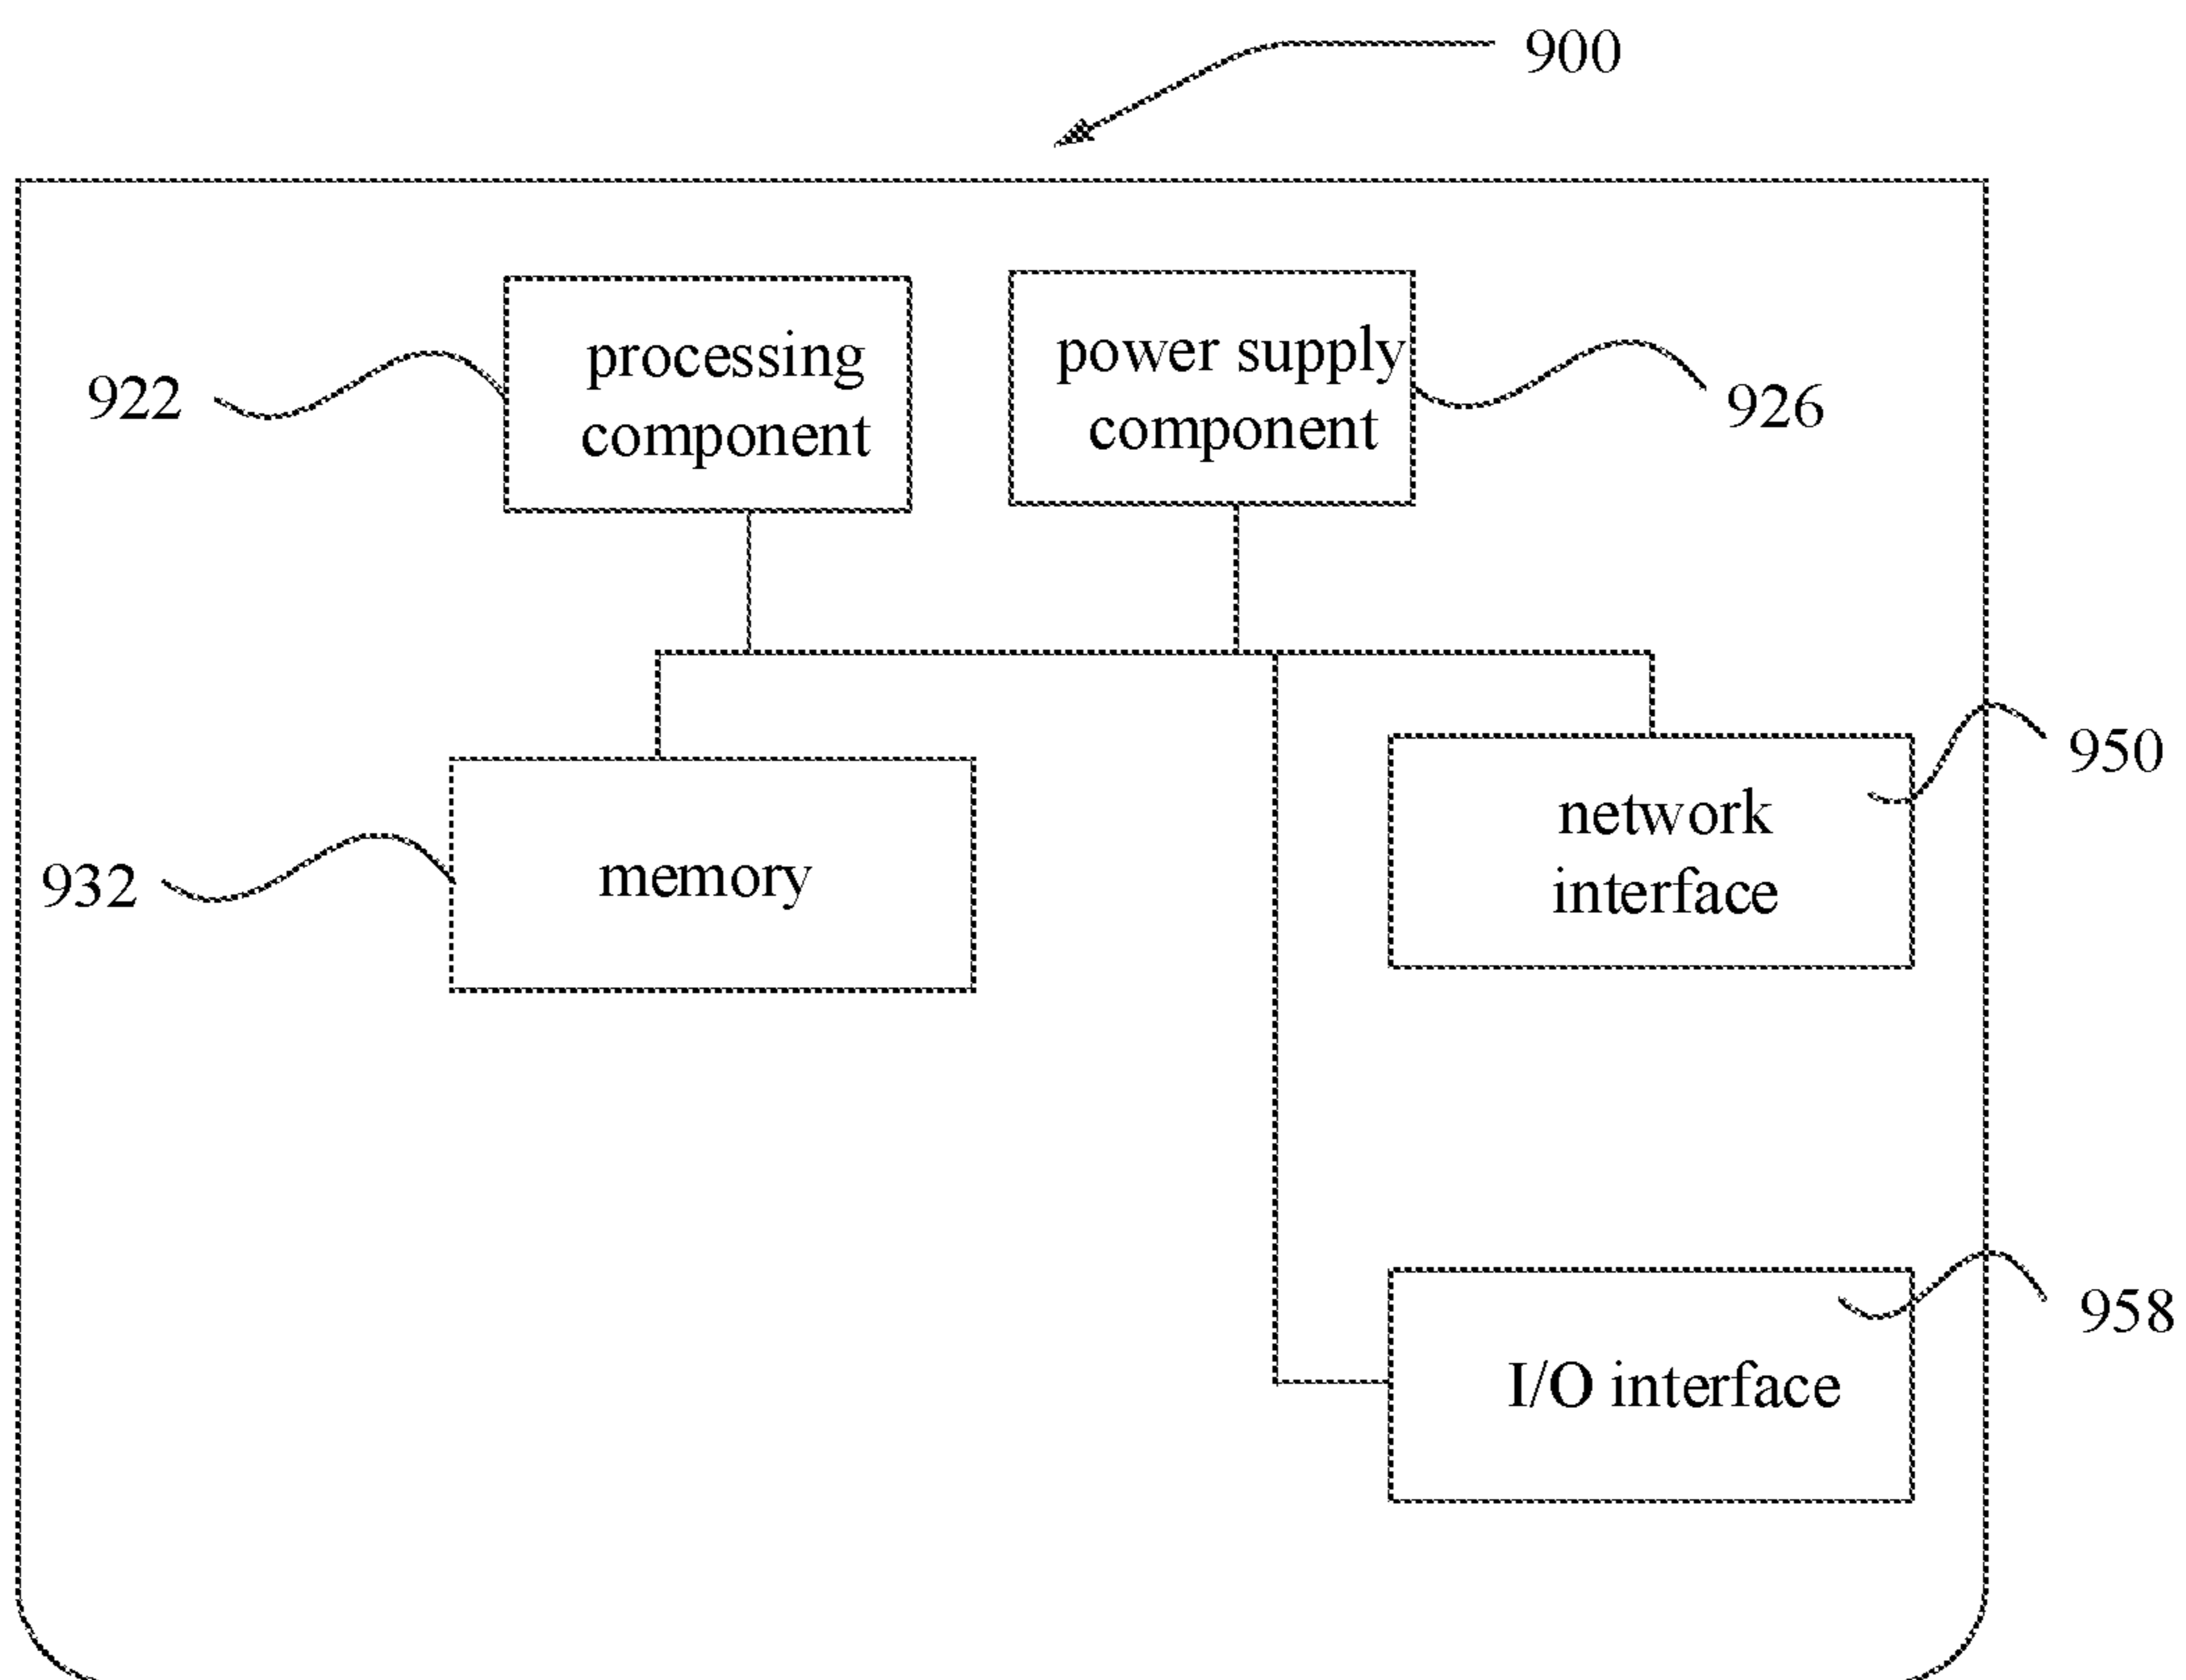 900
processing
component
power supply
component
922
926
950
network
interface
932
memory
958
I/O interface